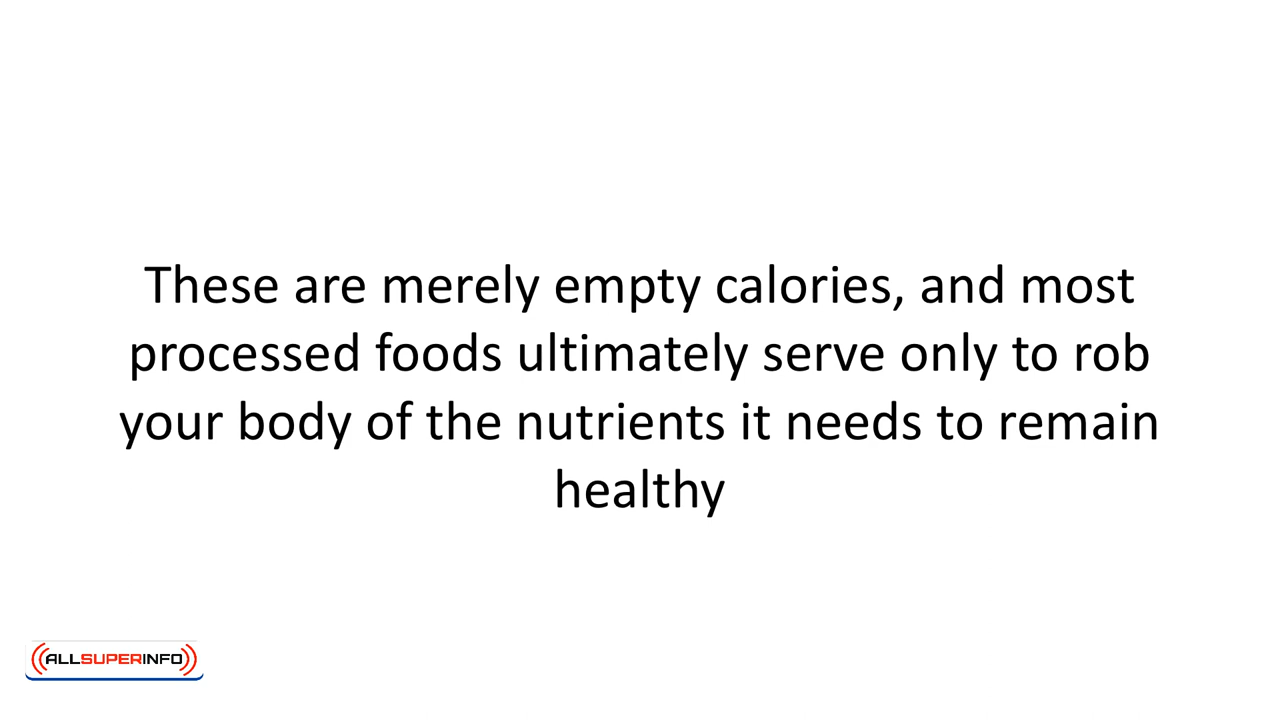 These are merely empty calories, and most
processed foods ultimately serve only to rob
your body of the nutrients it needs to remain
healthy
ALLSUPERINFO